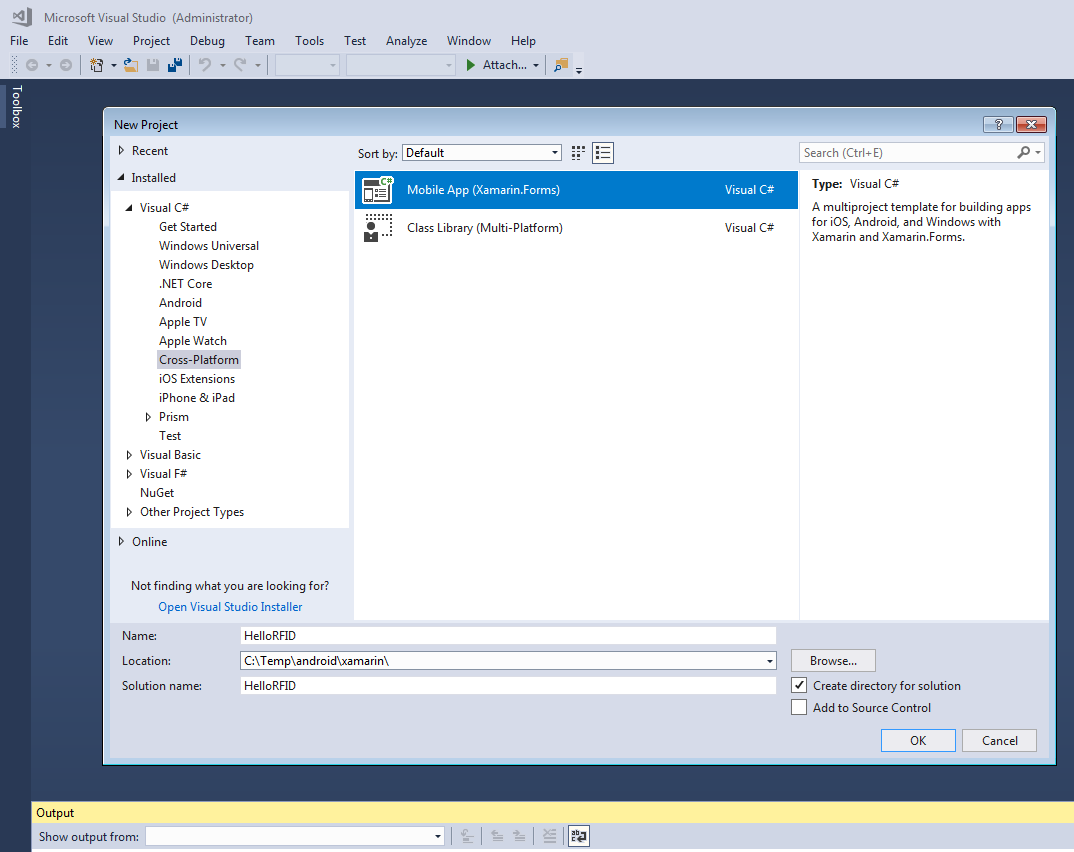 Microsoft Visual Studio (Administrator)
File Edit View Project Debug Team Tools Test Analyze Window Help
Attach...
Toolbox
New Project
Recent
Installed
Visual C#
Get Started
Windows Universal
Windows Desktop
.NET Core
Android
Apple TV
Apple Watch
Cross-Platform
iOS Extensions
iPhone & iPad
Prism
Test
Visual Basic
Visual F#
NuGet
Other Project Types
Online
Not finding what you are looking for?
Open Visual Studio Installer
Sort by: Default
Mobile App (Xamarin.Forms) Visual C#
Class Library (Multi-Platform) Visual C#
Search (Ctrl+E)
Type: Visual C#
A multiproject template for building apps
for iOS, Android, and Windows with
Xamarin and Xamarin.Forms.
Name: HelloRFID
Location: C:\Temp\android\xamarin\ Browse...
Solution name: HelloRFID
Create directory for solution
Add to Source Control
OK Cancel
Output
Show output from: